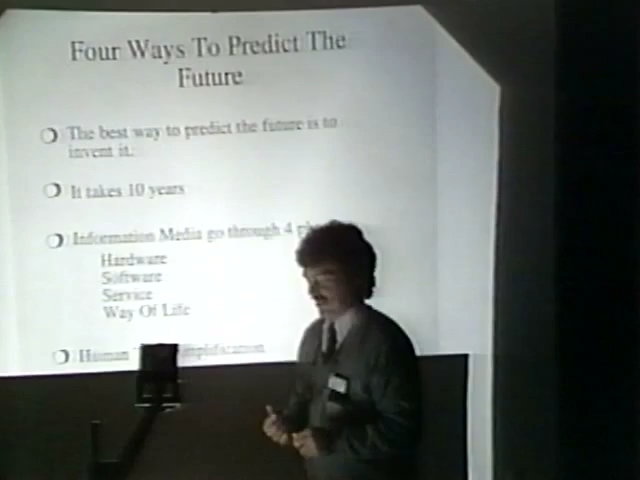 Four Ways To Predict The
Future
The best way to predict the future is to
invent it.
It takes 10 years
Information Media go through 4
Hardware
Software
Service
Way Of Life
Human